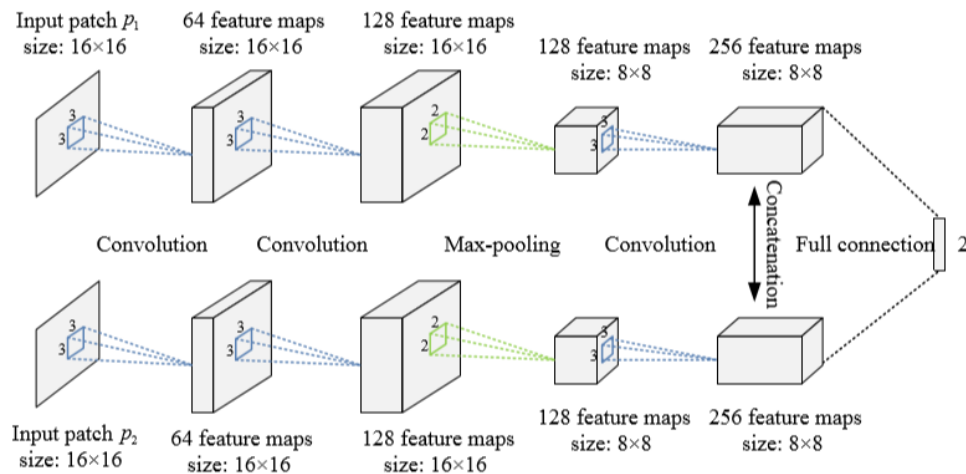 Input patch p₁
size: 16×16
64 feature maps
size: 16×16
128 feature maps
size: 16×16
128 feature maps
size: 8×8
256 feature maps
size: 8×8
3
3
3
3
2
2
3
3
Convolution
Convolution
Max-pooling
Convolution
Concatenation
Full connection
2
3
3
3
3
2
2
3
3
Input patch p₂
size: 16×16
64 feature maps
size: 16×16
128 feature maps
size: 16×16
128 feature maps
size: 8×8
256 feature maps
size: 8×8